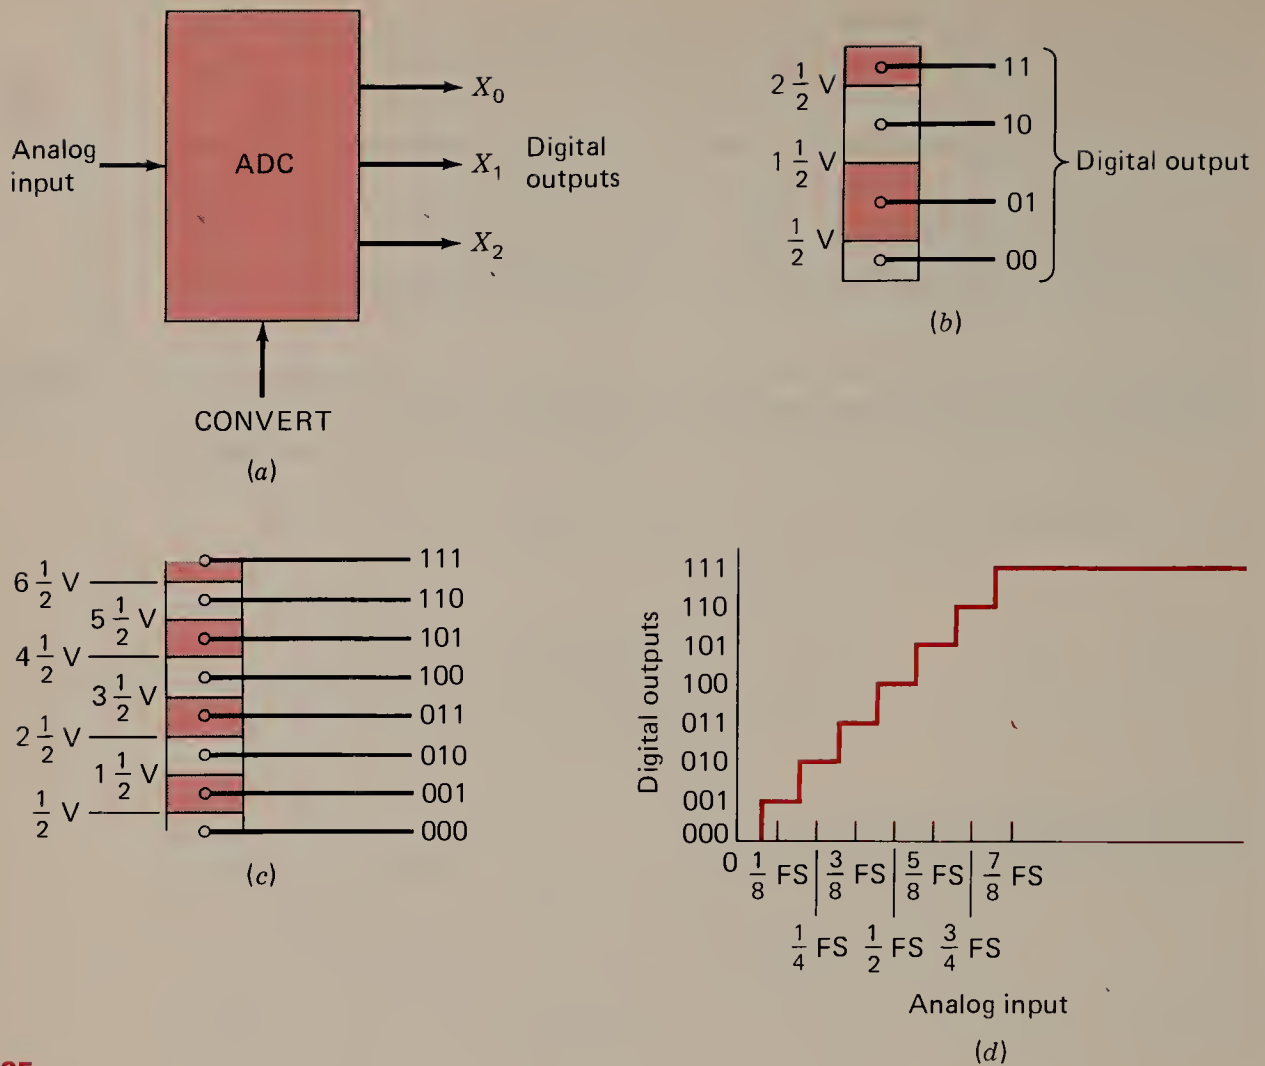 Analog
input
ADC
X₀
X₁
X₂
Digital
outputs
CONVERT
(a)
2 1/2 V
1 1/2 V
1/2 V
11
10
01
00
Digital output
(b)
6 1/2 V
5 1/2 V
4 1/2 V
3 1/2 V
2 1/2 V
1 1/2 V
1/2 V
111
110
101
100
011
010
001
000
(c)
Digital outputs
111
110
101
100
011
010
001
000
0 1/8 FS 3/8 FS 5/8 FS 7/8 FS
1/4 FS 1/2 FS 3/4 FS
Analog input
(d)